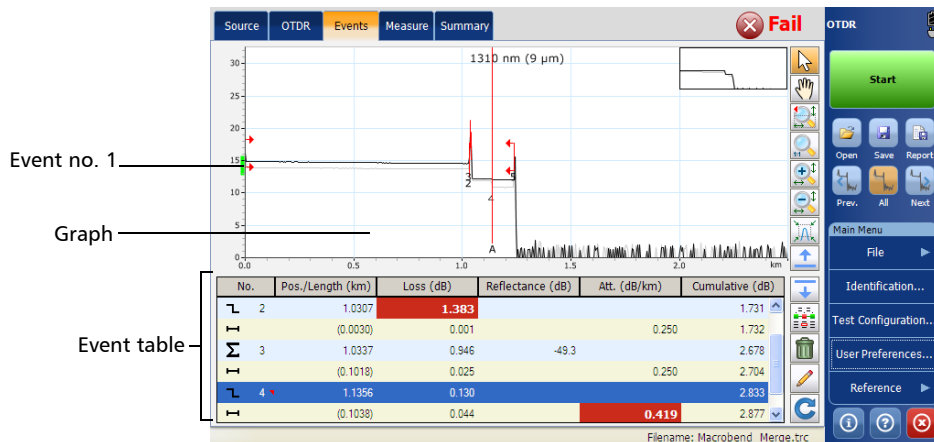 Source OTDR Events Measure Summary Fail OTDR
1310 nm (9 µm)
30
25
20
15
10
5
0
0.0 0.5 1.0 1.5 2.0 km
3
2
4
5
A
Event no. 1
Graph
Event table
No. Pos./Length (km) Loss (dB) Reflectance (dB) Att. (dB/km) Cumulative (dB)
2 1.0307 1.383 1.731
(0.0030) 0.001 0.250 1.732
3 1.0337 0.946 -49.3 2.678
(0.1018) 0.025 0.250 2.704
4 1.1356 0.130 2.833
(0.1038) 0.044 0.419 2.877
Filename: Macrobend_Merge.trc
Start
Open Save Report
Prev. All Next
Main Menu
File
Identification...
Test Configuration...
User Preferences...
Reference